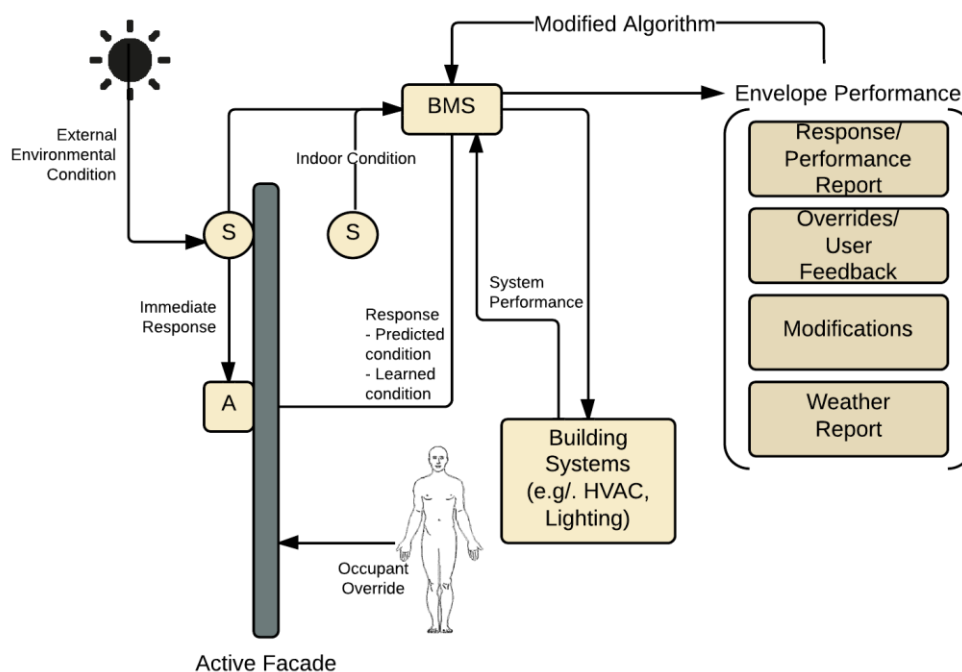 Modified Algorithm
BMS
Envelope Performance
External
Environmental
Condition
Indoor Condition
Response/
Performance
Report
S
S
Overrides/
User
Feedback
Immediate
Response
System
Performance
Response
- Predicted
condition
- Learned
condition
Modifications
A
Weather
Report
Building
Systems
(e.g/. HVAC,
Lighting)
Occupant
Override
Active Facade